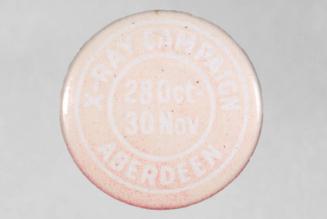 X-RAY CAMPAIGN
28 Oct-
30 Nov
ABERDEEN